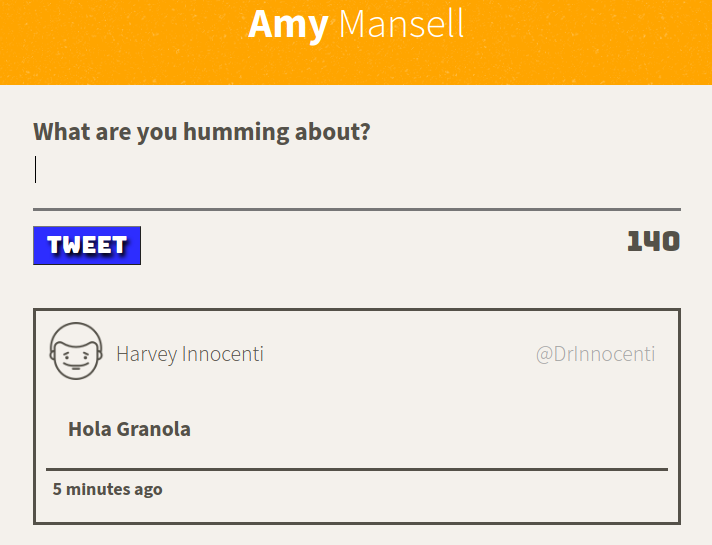 Amy Mansell
What are you humming about?
TWEET 140
Harvey Innocenti @DrInnocenti
Hola Granola
5 minutes ago